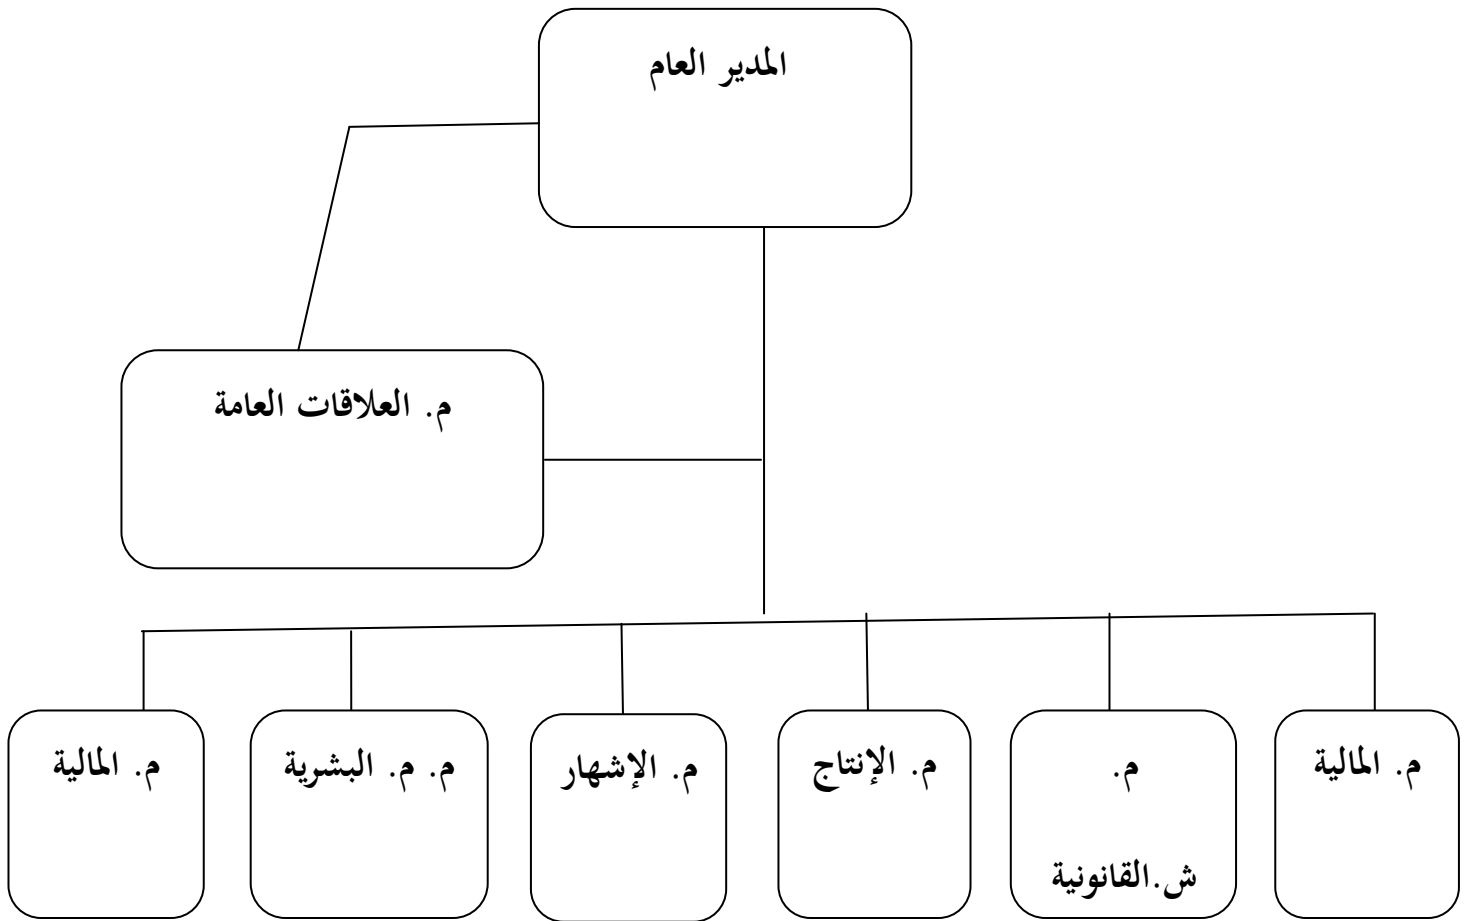 المدير العام
م. العلاقات العامة
م. المالية
م.
ش.القانونية
م. الإنتاج
م. الإشهار
م. م. البشرية
م. المالية